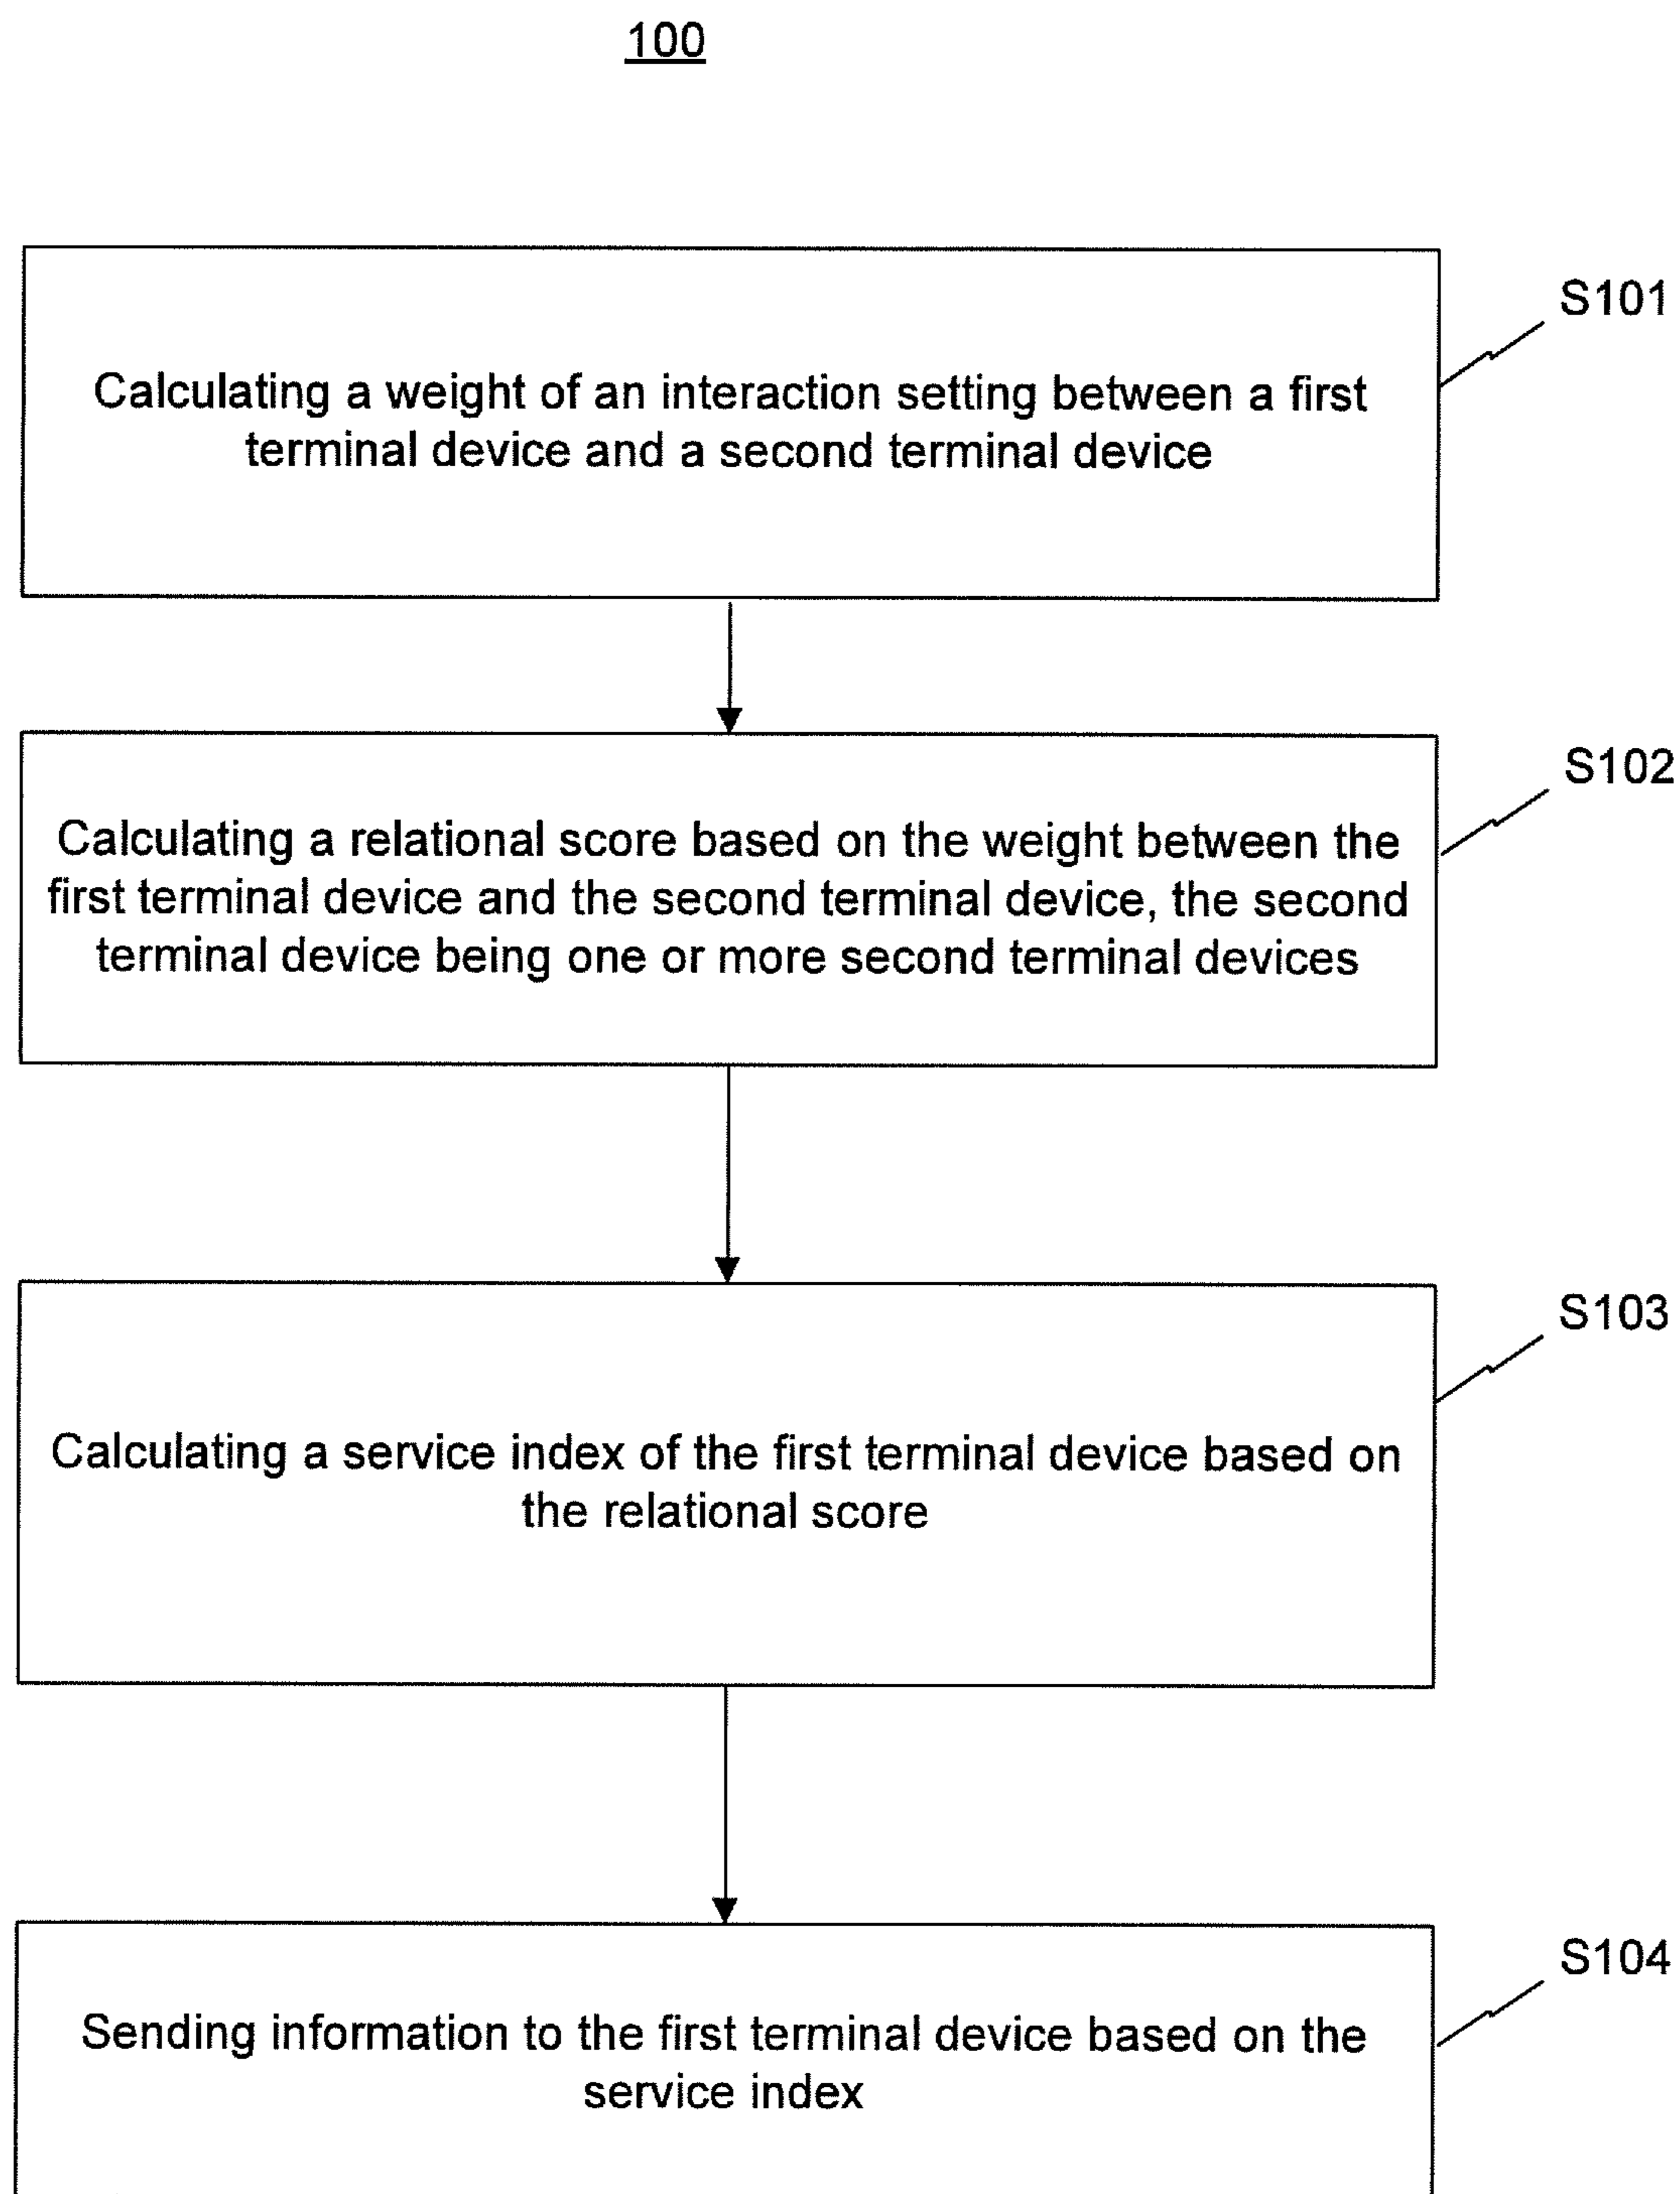 100
S101
Calculating a weight of an interaction setting between a first
terminal device and a second terminal device
S102
Calculating a relational score based on the weight between the
first terminal device and the second terminal device, the second
terminal device being one or more second terminal devices
S103
Calculating a service index of the first terminal device based on
the relational score
S104
Sending information to the first terminal device based on the
service index